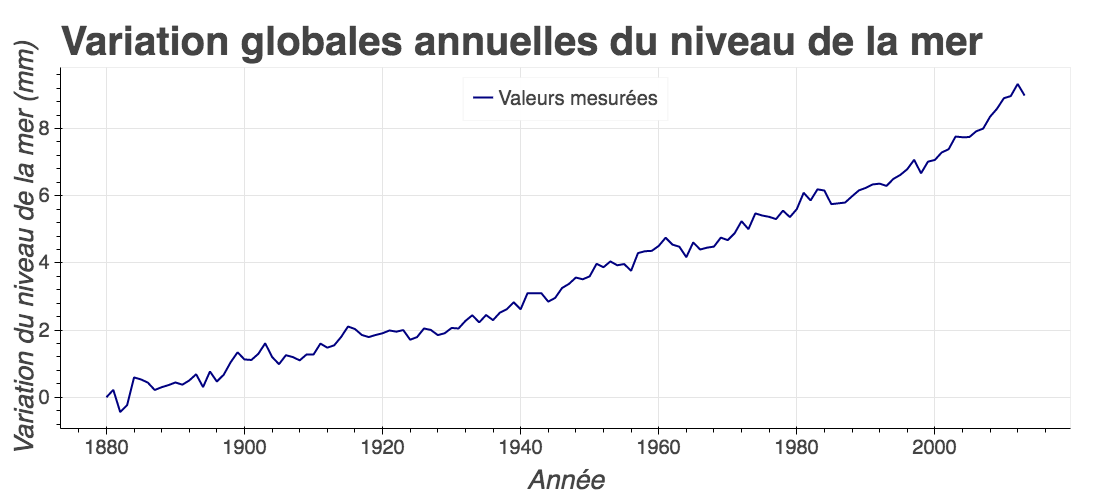 Variation globales annuelles du niveau de la mer
Variation du niveau de la mer (mm)
Valeurs mesurées
8
6
4
2
0
1880 1900 1920 1940 1960 1980 2000
Année